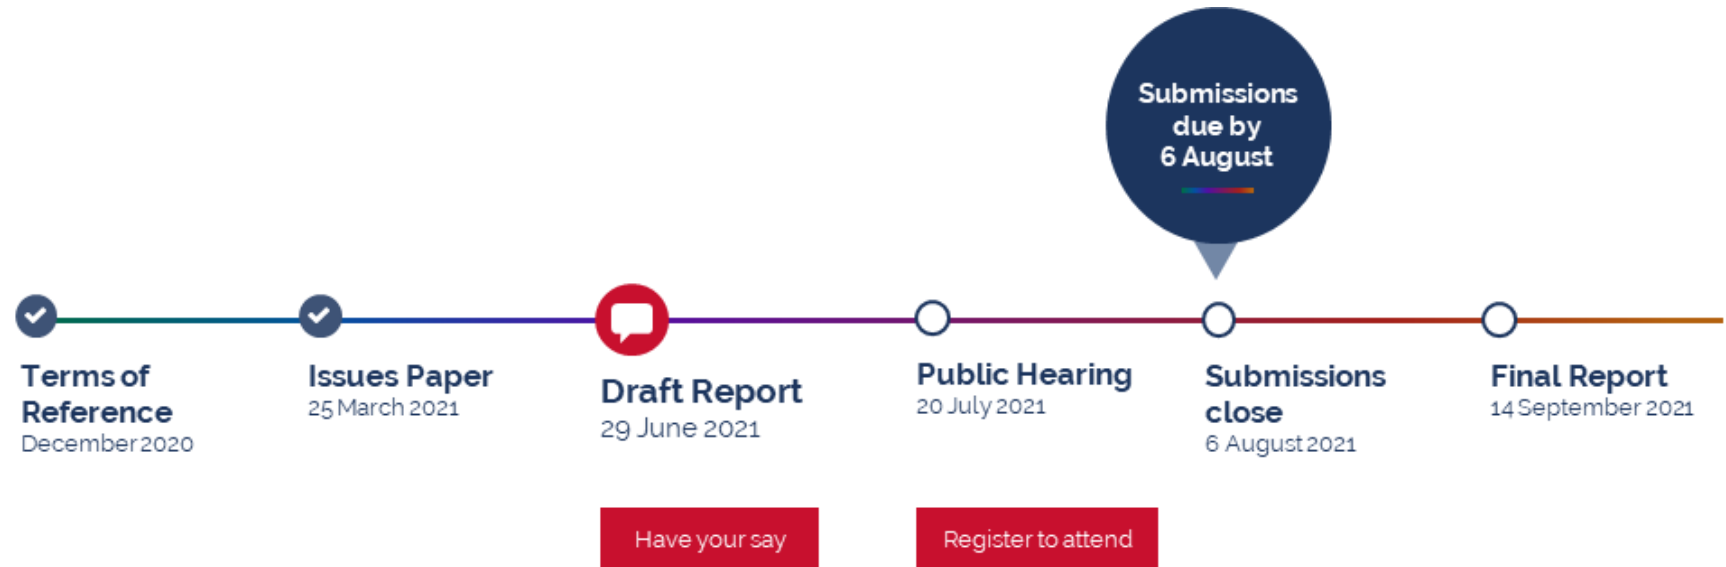 Submissions
due by
6 August
Terms of
Reference
December 2020
Issues Paper
25 March 2021
Draft Report
29 June 2021
Public Hearing
20 July 2021
Submissions
close
6 August 2021
Final Report
14 September 2021
Have your say
Register to attend